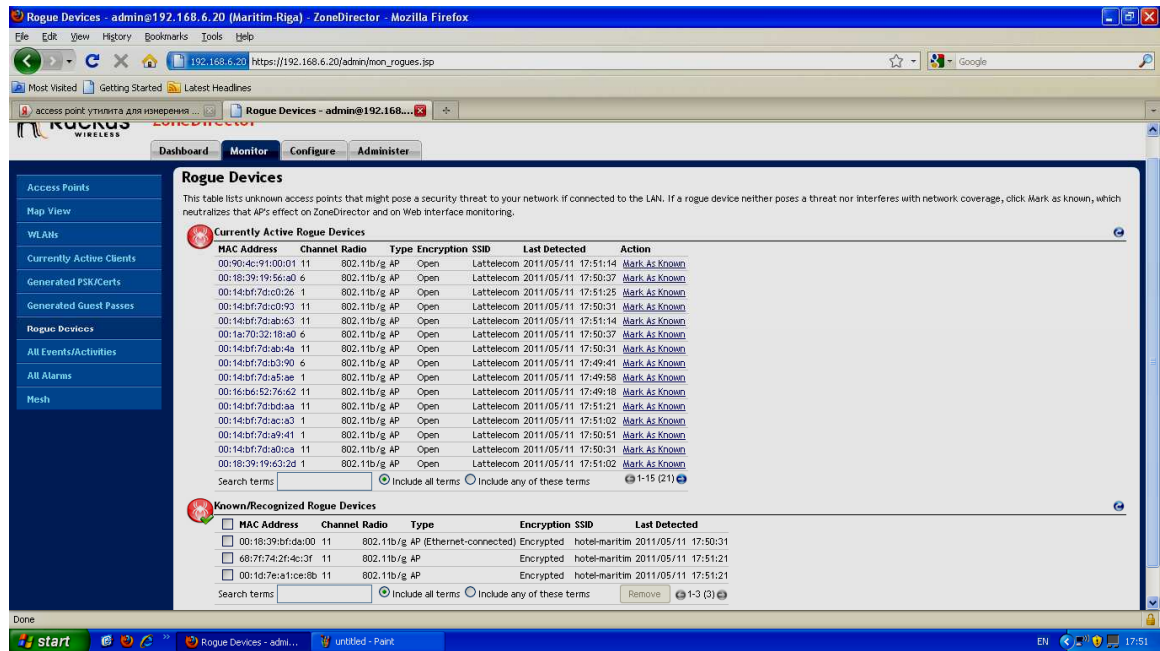 Rogue Devices - admin@192.168.6.20 (Maritim-Riga) - ZoneDirector - Mozilla Firefox
File Edit View History Bookmarks Tools Help
192.168.6.20 https://192.168.6.20/admin/mon_rogues.jsp Google
Most Visited Getting Started Latest Headlines
access point утилита для измерения ... Rogue Devices - admin@192.168....
Ruckus ZoneDirector
WIRELESS
Dashboard Monitor Configure Administer
Access Points
Map View
WLANs
Currently Active Clients
Generated PSK/Certs
Generated Guest Passes
Rogue Devices
All Events/Activities
All Alarms
Mesh
Rogue Devices
This table lists unknown access points that might pose a security threat to your network if connected to the LAN. If a rogue device neither poses a threat nor interferes with network coverage, click Mark as known, which
neutralizes that AP's effect on ZoneDirector and on Web interface monitoring.
Currently Active Rogue Devices
MAC Address Channel Radio Type Encryption SSID Last Detected Action
00:90:4c:91:00:01 11 802.11b/g AP Open Lattelecom 2011/05/11 17:51:14 Mark As Known
00:18:39:19:56:a0 6 802.11b/g AP Open Lattelecom 2011/05/11 17:50:37 Mark As Known
00:14:bf:7d:c0:26 1 802.11b/g AP Open Lattelecom 2011/05/11 17:51:25 Mark As Known
00:14:bf:7d:c0:93 11 802.11b/g AP Open Lattelecom 2011/05/11 17:50:31 Mark As Known
00:14:bf:7d:ab:63 11 802.11b/g AP Open Lattelecom 2011/05/11 17:51:14 Mark As Known
00:1a:70:32:18:a0 6 802.11b/g AP Open Lattelecom 2011/05/11 17:50:37 Mark As Known
00:14:bf:7d:ab:4a 11 802.11b/g AP Open Lattelecom 2011/05/11 17:50:31 Mark As Known
00:14:bf:7d:b3:90 6 802.11b/g AP Open Lattelecom 2011/05/11 17:49:41 Mark As Known
00:14:bf:7d:a5:ae 1 802.11b/g AP Open Lattelecom 2011/05/11 17:49:58 Mark As Known
00:16:b6:52:76:62 11 802.11b/g AP Open Lattelecom 2011/05/11 17:49:18 Mark As Known
00:14:bf:7d:bd:aa 11 802.11b/g AP Open Lattelecom 2011/05/11 17:51:21 Mark As Known
00:14:bf:7d:ac:a3 1 802.11b/g AP Open Lattelecom 2011/05/11 17:51:02 Mark As Known
00:14:bf:7d:a9:41 1 802.11b/g AP Open Lattelecom 2011/05/11 17:50:51 Mark As Known
00:14:bf:7d:a0:ca 11 802.11b/g AP Open Lattelecom 2011/05/11 17:50:31 Mark As Known
00:18:39:19:63:2d 1 802.11b/g AP Open Lattelecom 2011/05/11 17:51:02 Mark As Known
Search terms Include all terms Include any of these terms 1-15 (21)
Known/Recognized Rogue Devices
MAC Address Channel Radio Type Encryption SSID Last Detected
00:18:39:bf:da:00 11 802.11b/g AP (Ethernet-connected) Encrypted hotel-maritim 2011/05/11 17:50:31
68:7f:74:2f:4c:3f 11 802.11b/g AP Encrypted hotel-maritim 2011/05/11 17:51:21
00:1d:7e:a1:ce:8b 11 802.11b/g AP Encrypted hotel-maritim 2011/05/11 17:51:21
Search terms Include all terms Include any of these terms Remove 1-3 (3)
Done
start Rogue Devices - admi... untitled - Paint EN 17:51